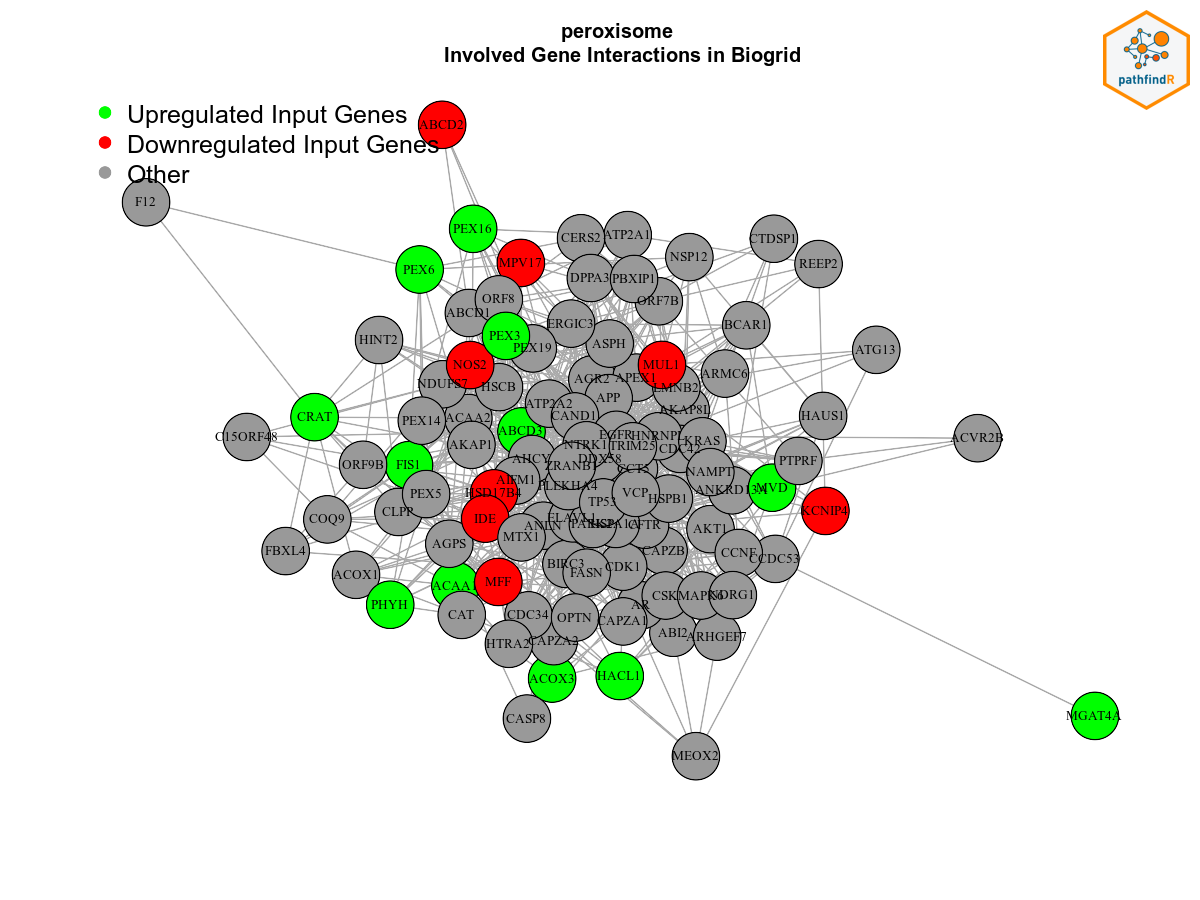 peroxisome
Involved Gene Interactions in Biogrid
pathfindR
Upregulated Input Genes
Downregulated Input Genes
Other
ABCD2
F12
PEX16
CERS2
ATP2A1
CTDSP1
PEX6
MPV17
NSP12
REEP2
DPPA3
PBXIP1
ORF8
ORF7B
ABCD1
ERGIC3
BCAR1
HINT2
PEX3
PEX19
ASPH
ATG13
NOS2
MUL1
NDUFS7
HSCB
AGR2
APEX1
ARMC6
LMNB2
ATP2A2
APP
AKAP8L
CRAT
PEX14
ACAA2
CAND1
HAUS1
C15ORF48
ABCD3
EGFR
HNRNPL
KRAS
ACVR2B
AKAP1
NTRK1
TRIM25
CDC42
ORF9B
FIS1
AHCY
ZRANB1
DDX58
CCT5
NAMPT
PTPRF
AIFM1
PLEKHA4
ANKRD13A
MVD
PEX5
HSD17B4
TP53
VCP
HSPB1
COQ9
CLPP
IDE
ANLN
ELAVL1
CFTR
AKT1
KCNIP4
FBXL4
AGPS
MTX1
CAPZB
CCNF
CCDC53
ACOX1
BIRC3
FASN
CDK1
PHYH
ACAA1
MFF
CSK
MAPK6
NDRG1
CAT
CDC34
OPTN
AR
CAPZA1
ABI2
ARHGEF7
HTRA2
CAPZA2
ACOX3
HACL1
CASP8
MGAT4A
MEOX2